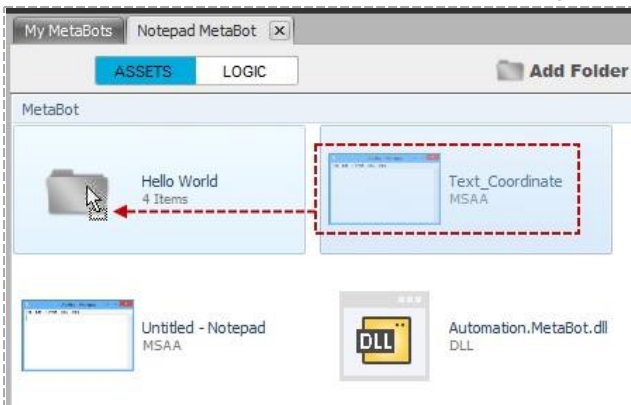 My MetaBots Notepad MetaBot x
ASSETS LOGIC Add Folder
MetaBot
Hello World
4 Items
Text_Coordinate
MSAA
Untitled - Notepad
MSAA
DLL
Automation.MetaBot.dll
DLL